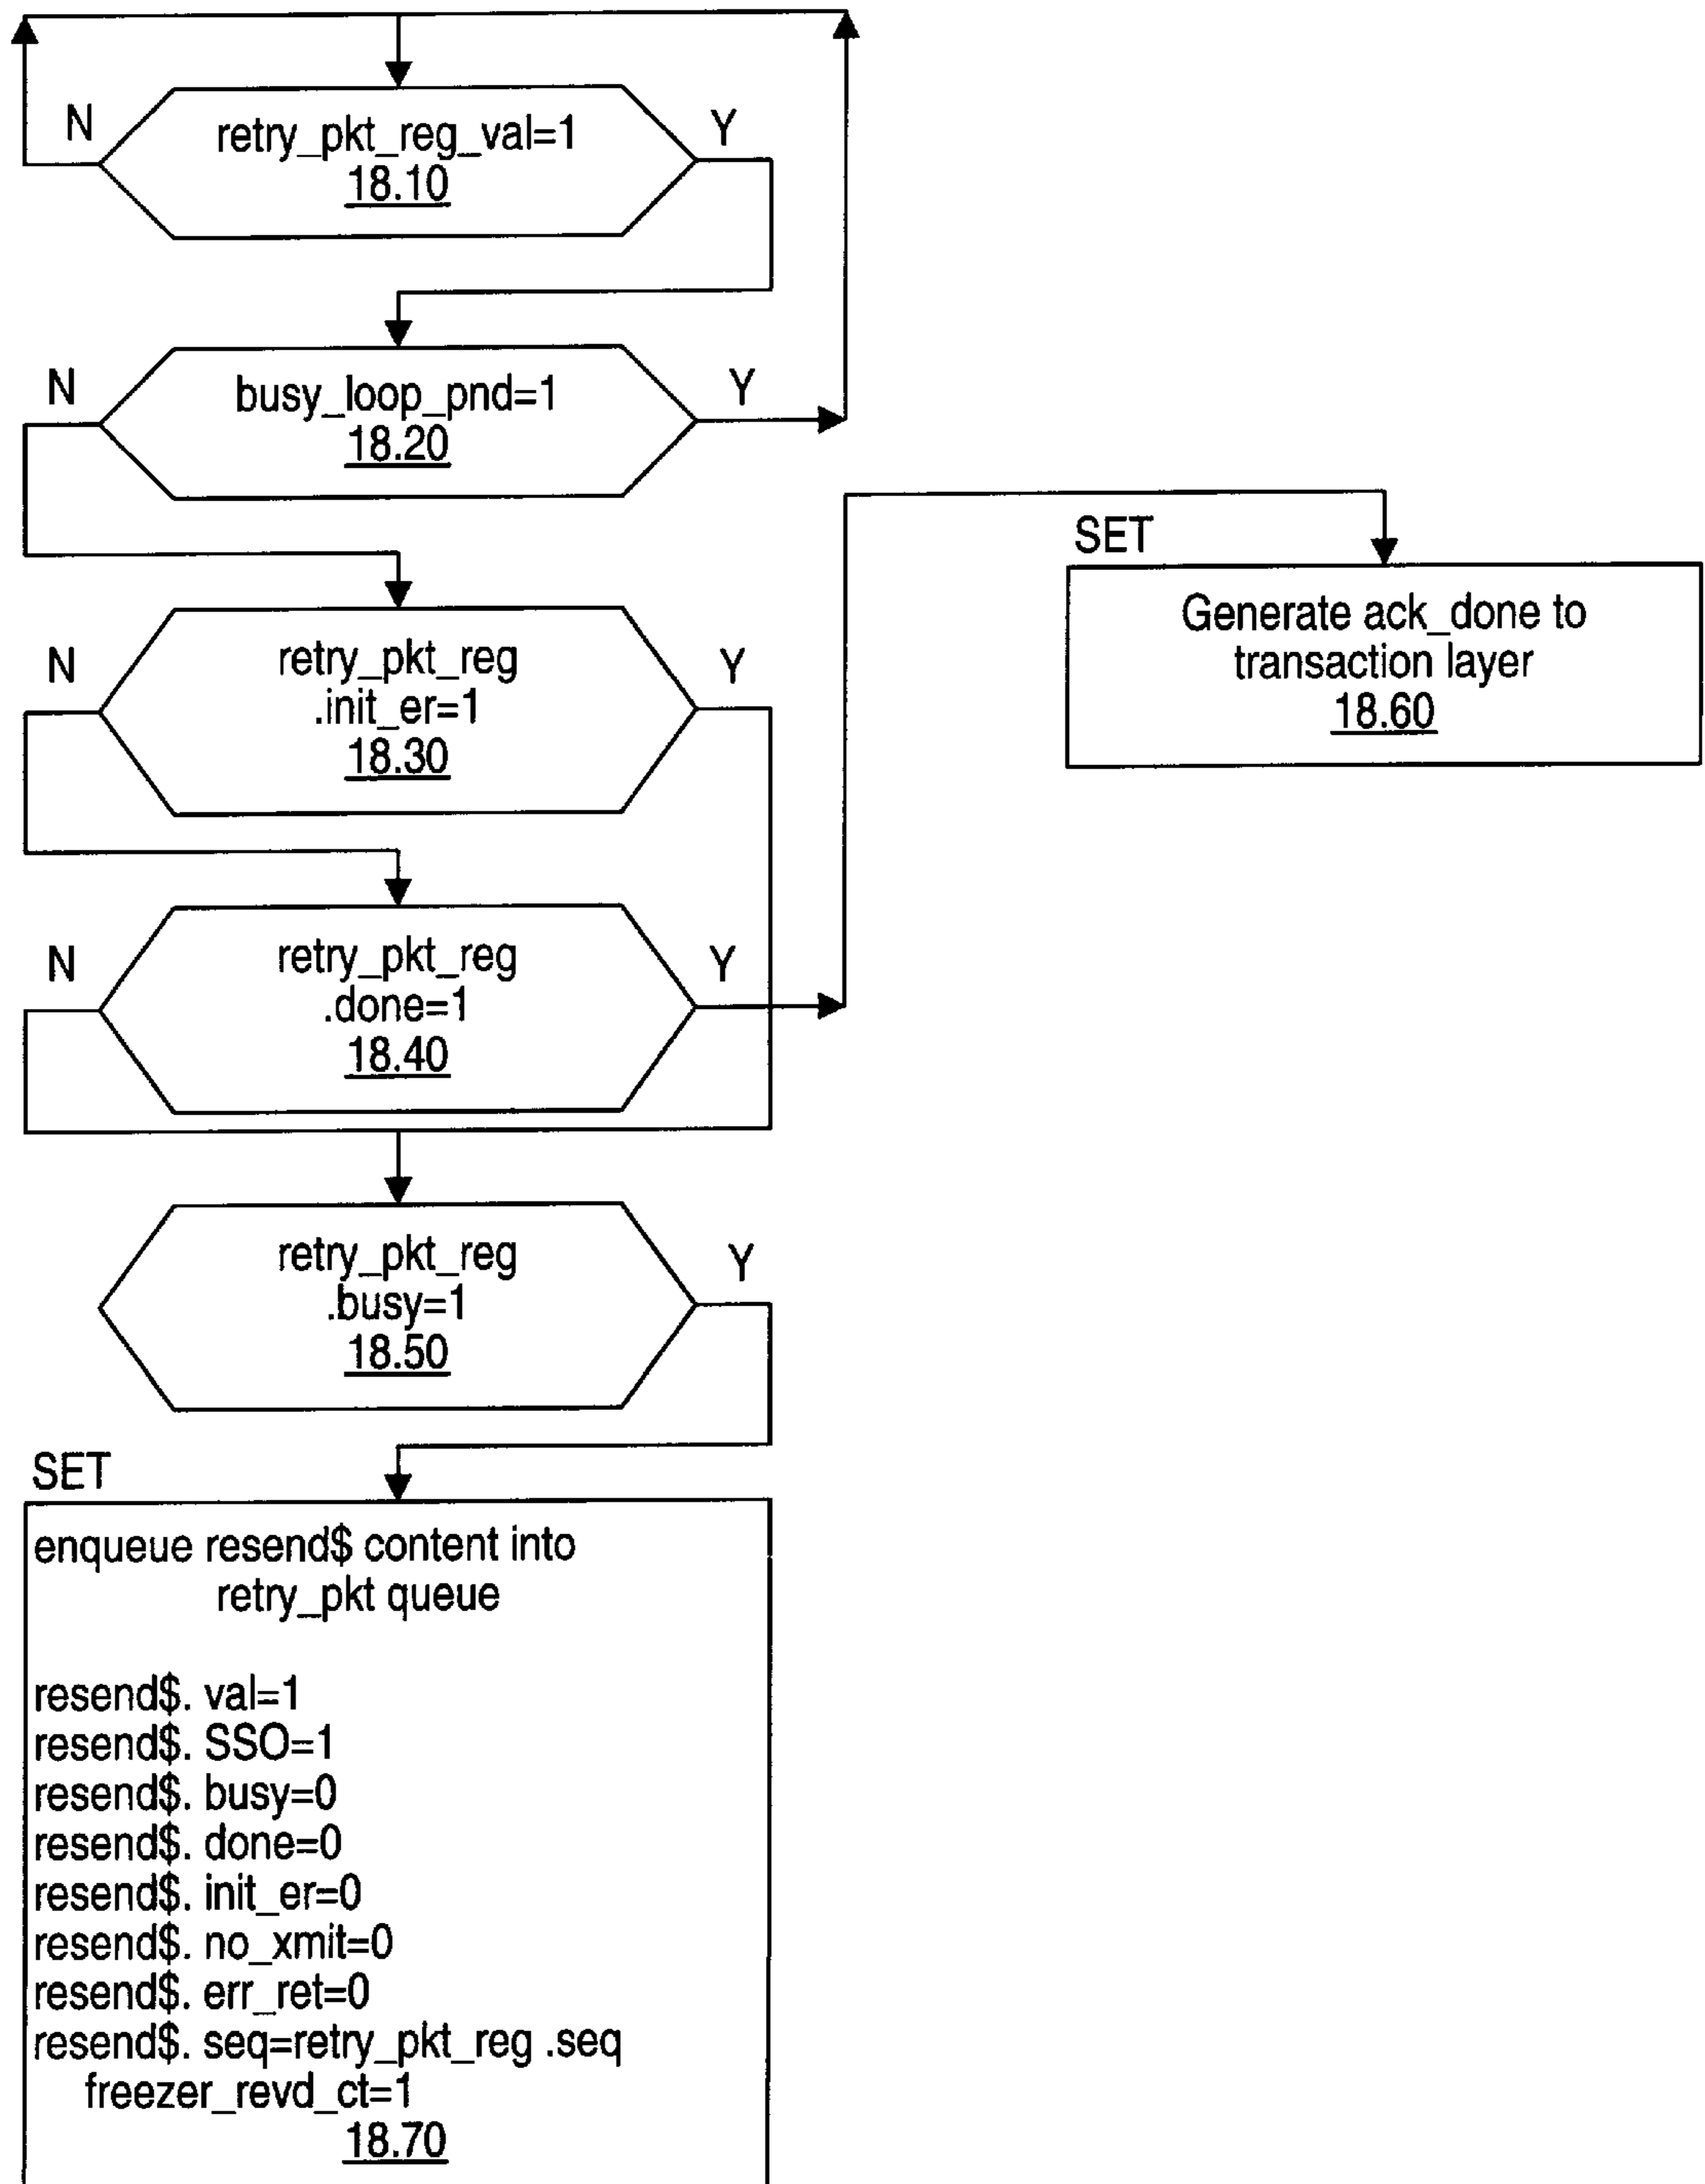 N
retry_pkt_reg_val=1
Y
18.10
N
busy_loop_pnd=1
Y
18.20
SET
Generate ack_done to
transaction layer
18.60
N
retry_pkt_reg
Y
.init_er=1
18.30
N
retry_pkt_reg
Y
.done=1
18.40
retry_pkt_reg
Y
.busy=1
18.50
SET
enqueue resend$ content into
retry_pkt queue
resend$. val=1
resend$. SSO=1
resend$. busy=0
resend$. done=0
resend$. init_er=0
resend$. no_xmit=0
resend$. err_ret=0
resend$. seq=retry_pkt_reg .seq
freezer_revd_ct=1
18.70